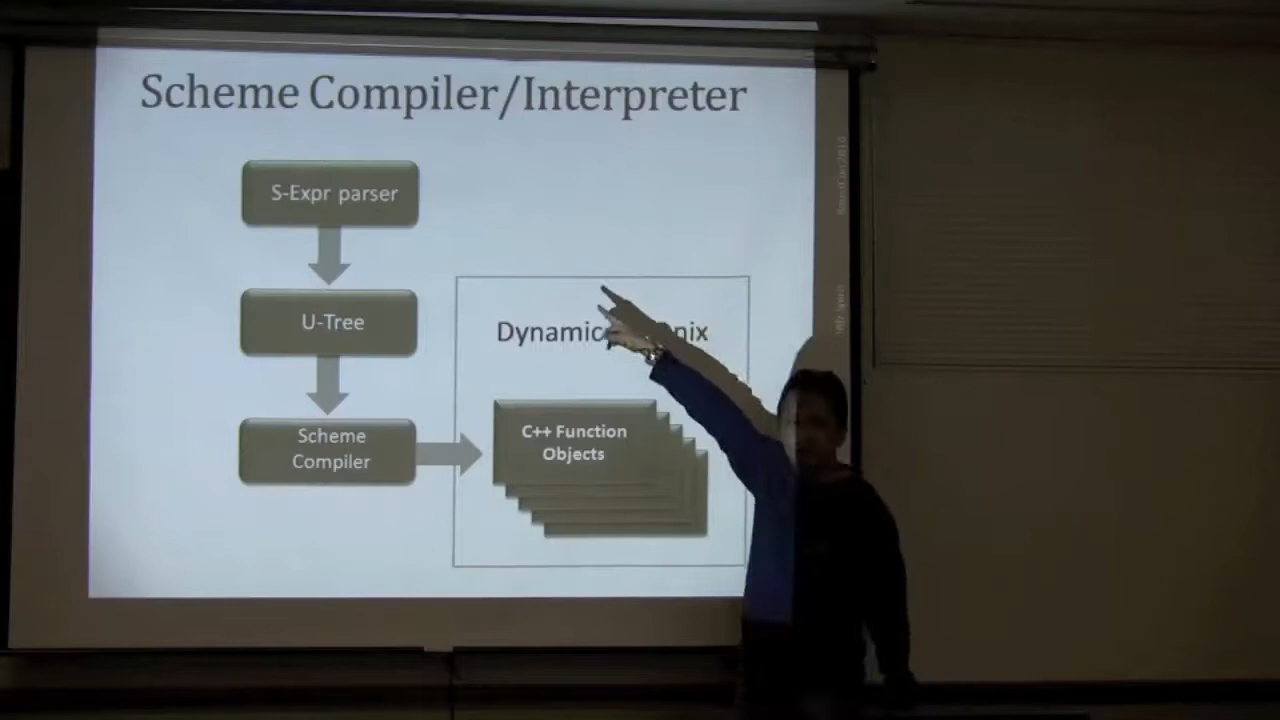 Scheme Compiler/Interpreter
S-Expr parser
U-Tree
Scheme
Compiler
Dynamic
C++ Function
Objects